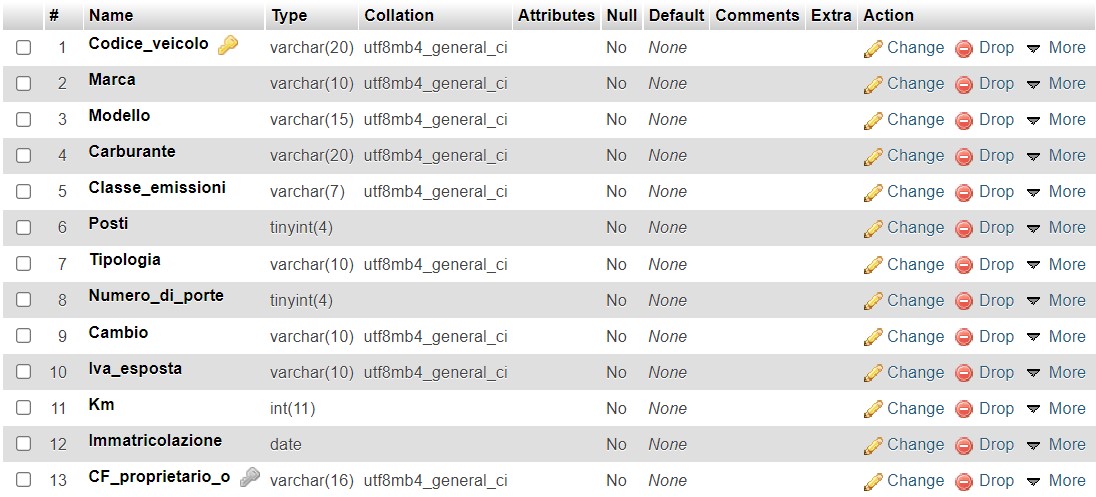 # Name Type Collation Attributes Null Default Comments Extra Action
1 Codice_veicolo varchar(20) utf8mb4_general_ci No None Change Drop More
2 Marca varchar(10) utf8mb4_general_ci No None Change Drop More
3 Modello varchar(15) utf8mb4_general_ci No None Change Drop More
4 Carburante varchar(20) utf8mb4_general_ci No None Change Drop More
5 Classe_emissioni varchar(7) utf8mb4_general_ci No None Change Drop More
6 Posti tinyint(4) No None Change Drop More
7 Tipologia varchar(10) utf8mb4_general_ci No None Change Drop More
8 Numero_di_porte tinyint(4) No None Change Drop More
9 Cambio varchar(10) utf8mb4_general_ci No None Change Drop More
10 Iva_esposta varchar(10) utf8mb4_general_ci No None Change Drop More
11 Km int(11) No None Change Drop More
12 Immatricolazione date No None Change Drop More
13 CF_proprietario_o varchar(16) utf8mb4_general_ci No None Change Drop More